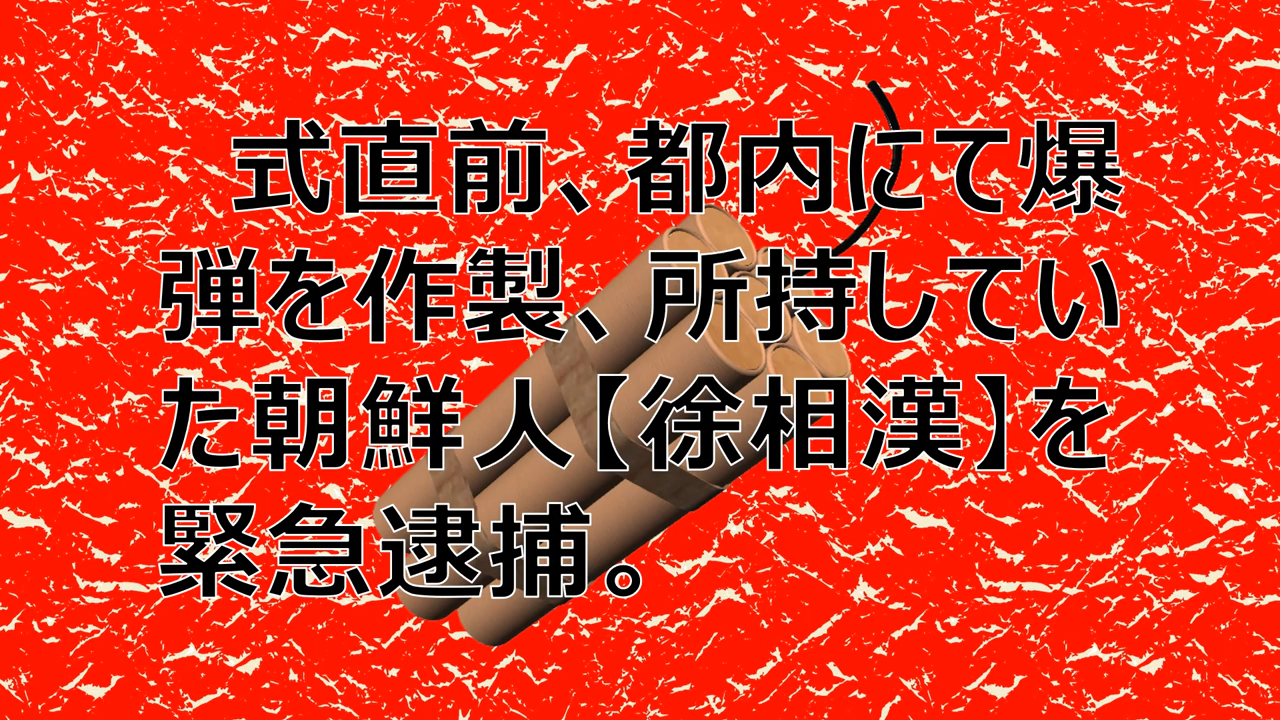 式直前、都内にて爆
弾を作製、所持してい
た朝鮮人【徐相漢】を
緊急逮捕。